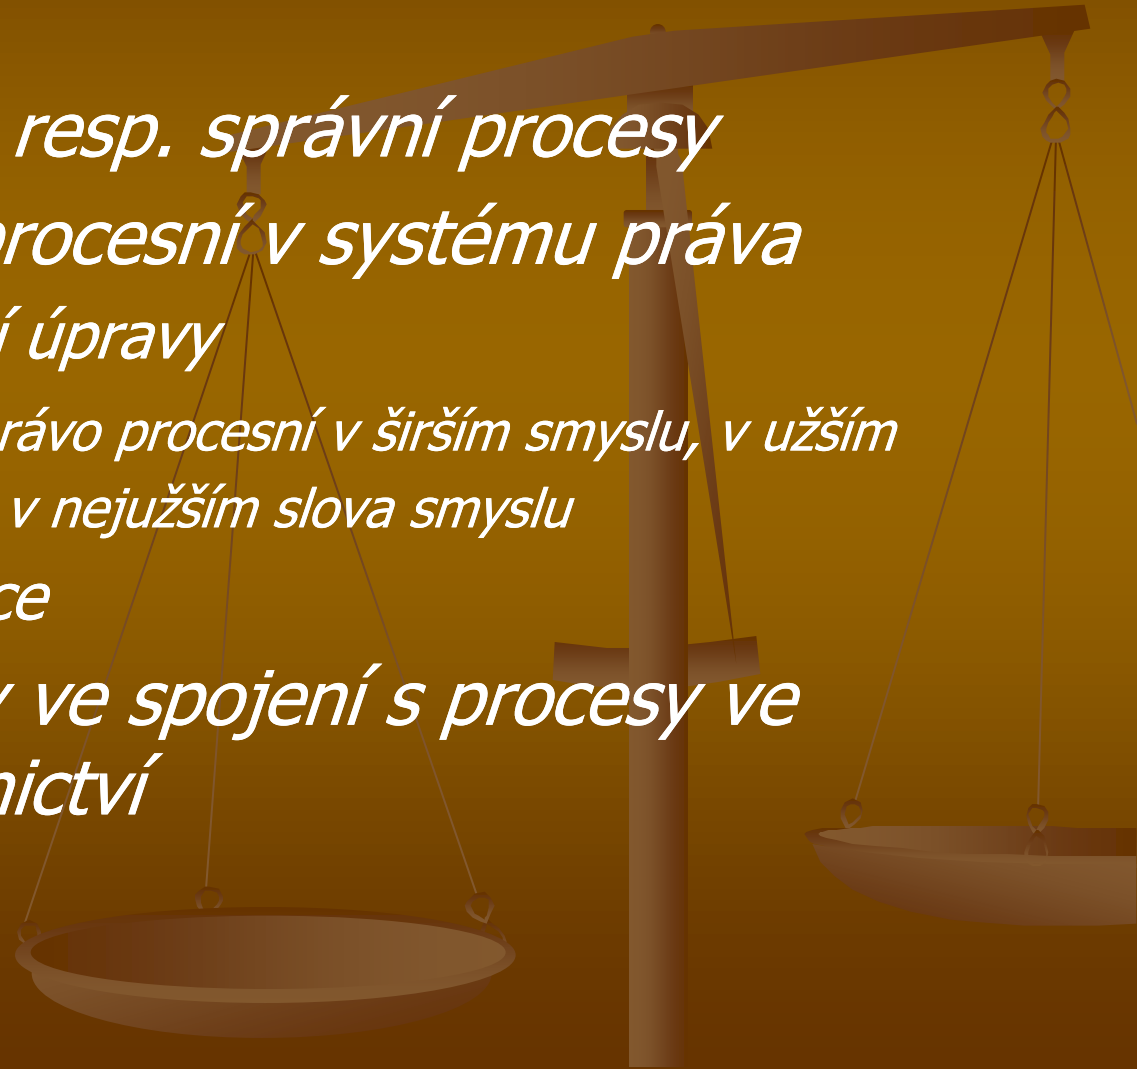 resp. správní procesy
procesní v systému práva
í úpravy
rávo procesní v širším smyslu, v užším
v nejužším slova smyslu
ce
ve spojení s procesy ve
nictví